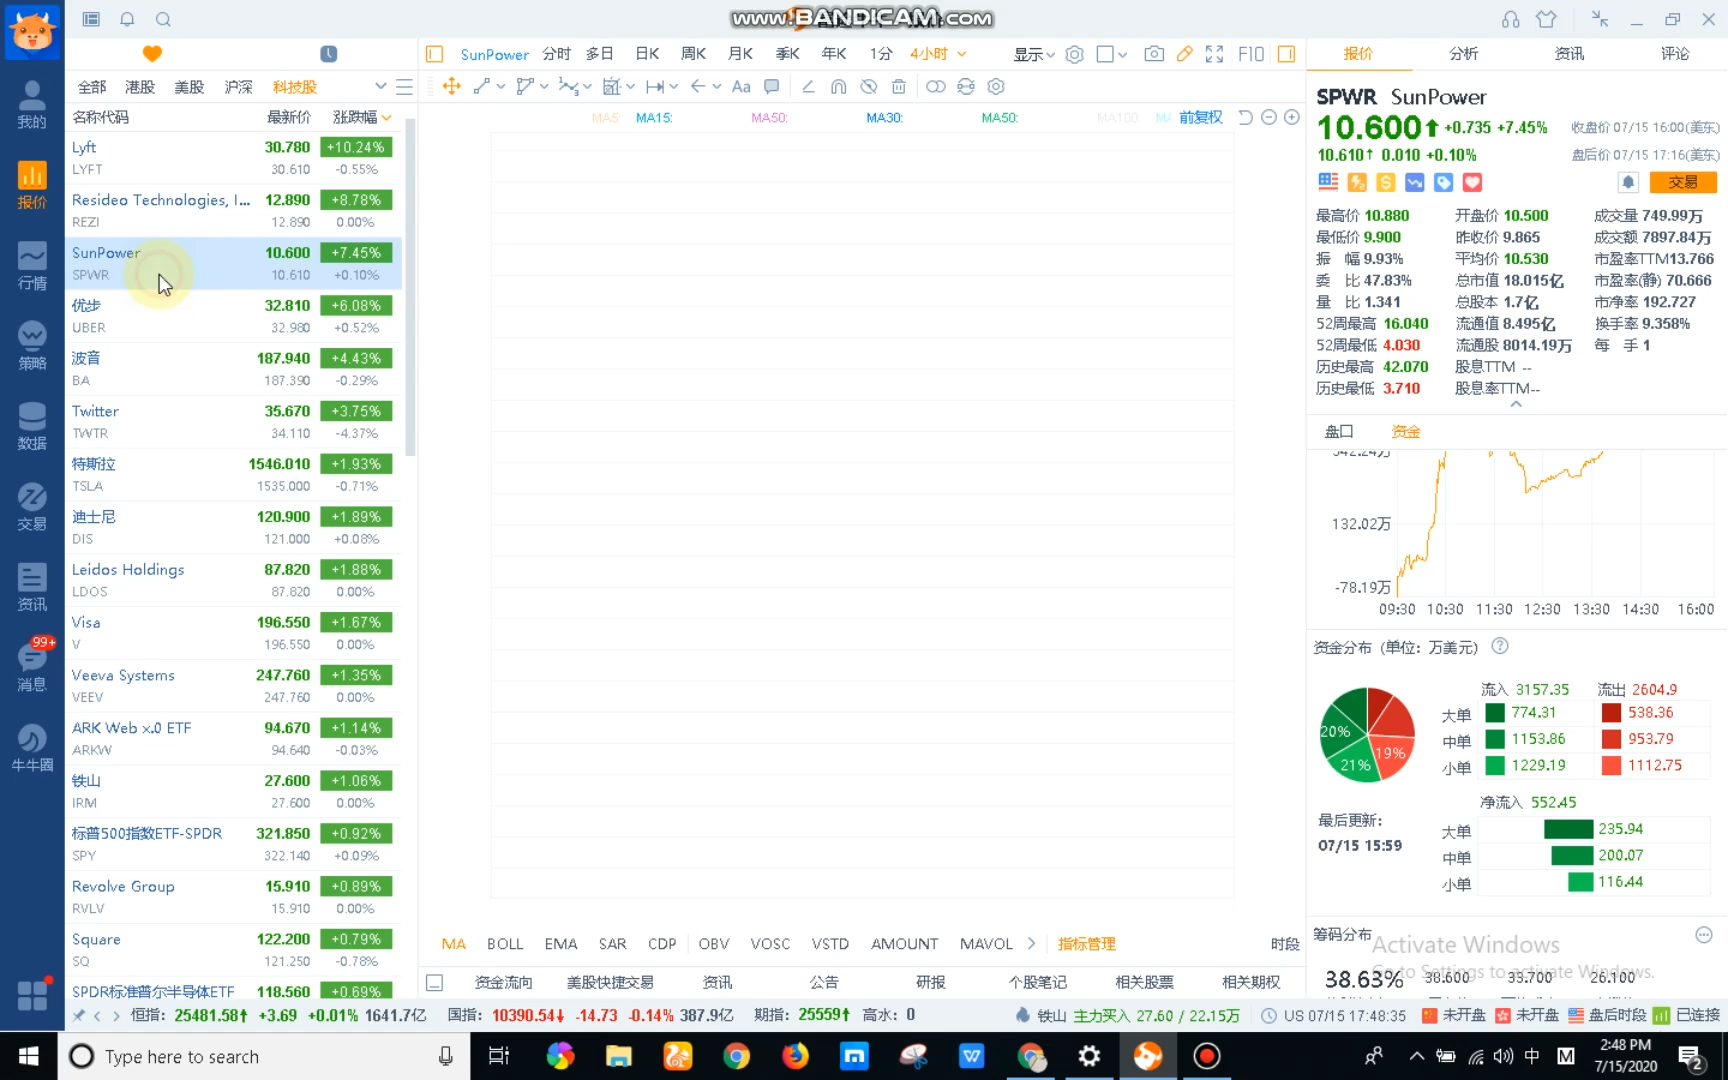 www.BANDICAM.com
SunPower 分时 多日 日K 周K 月K 季K 年K 1分 4小时 显示 F10
报价 分析 资讯 评论
全部 港股 美股 沪深 科技股
Aa
名称代码 最新价 涨跌幅
MA5 MA15: MA50: MA30: MA50: MA100 前复权
我的
报价
行情
策略
数据
交易
资讯
99+
消息
牛牛圈
Lyft 30.780 +10.24%
LYFT 30.610 -0.55%
Resideo Technologies, I... 12.890 +8.78%
REZI 12.890 0.00%
SunPower 10.600 +7.45%
SPWR 10.610 +0.10%
优步 32.810 +6.08%
UBER 32.980 +0.52%
波音 187.940 +4.43%
BA 187.390 -0.29%
Twitter 35.670 +3.75%
TWTR 34.110 -4.37%
特斯拉 1546.010 +1.93%
TSLA 1535.000 -0.71%
迪士尼 120.900 +1.89%
DIS 121.000 +0.08%
Leidos Holdings 87.820 +1.88%
LDOS 87.820 0.00%
Visa 196.550 +1.67%
V 196.550 0.00%
Veeva Systems 247.760 +1.35%
VEEV 247.760 0.00%
ARK Web x.0 ETF 94.670 +1.14%
ARKW 94.640 -0.03%
铁山 27.600 +1.06%
IRM 27.600 0.00%
标普500指数ETF-SPDR 321.850 +0.92%
SPY 322.140 +0.09%
Revolve Group 15.910 +0.89%
RVLV 15.910 0.00%
Square 122.200 +0.79%
SQ 121.250 -0.78%
SPDR标准普尔半导体ETF 118.560 +0.69%
SPWR SunPower
10.600 +0.735 +7.45% 收盘价 07/15 16:00(美东)
10.610↑ 0.010 +0.10% 盘后价 07/15 17:16(美东)
交易
最高价 10.880 开盘价 10.500 成交量 749.99万
最低价 9.900 昨收价 9.865 成交额 7897.84万
振 幅 9.93% 平均价 10.530 市盈率TTM 13.766
委 比 47.83% 总市值 18.015亿 市盈率(静) 70.666
量 比 1.341 总股本 1.7亿 市净率 192.727
52周最高 16.040 流通值 8.495亿 换手率 9.358%
52周最低 4.030 流通股 8014.19万 每 手 1
历史最高 42.070 股息TTM --
历史最低 3.710 股息率TTM--
盘口 资金
342.24万
132.02万
-78.19万
09:30 10:30 11:30 12:30 13:30 14:30 16:00
资金分布 (单位：万美元)
流入 3157.35 流出 2604.9
大单 774.31 538.36
中单 1153.86 953.79
小单 1229.19 1112.75
20%
21%
19%
净流入 552.45
最后更新:
07/15 15:59
大单 235.94
中单 200.07
小单 116.44
筹码分布
38.63% 38.600 33.700 26.100
Activate Windows
Go to Settings to activate Windows.
MA BOLL EMA SAR CDP OBV VOSC VSTD AMOUNT MAVOL 指标管理 时段
资金流向 美股快捷交易 资讯 公告 研报 个股笔记 相关股票 相关期权
恒指: 25481.58↑ +3.69 +0.01% 1641.7亿 国指: 10390.54↓ -14.73 -0.14% 387.9亿 期指: 25559↑ 高水: 0 铁山 主力买入 27.60 / 22.15万 US 07/15 17:48:35 未开盘 未开盘 盘后时段 已连接
Type here to search
中 M
2:48 PM
7/15/2020
2